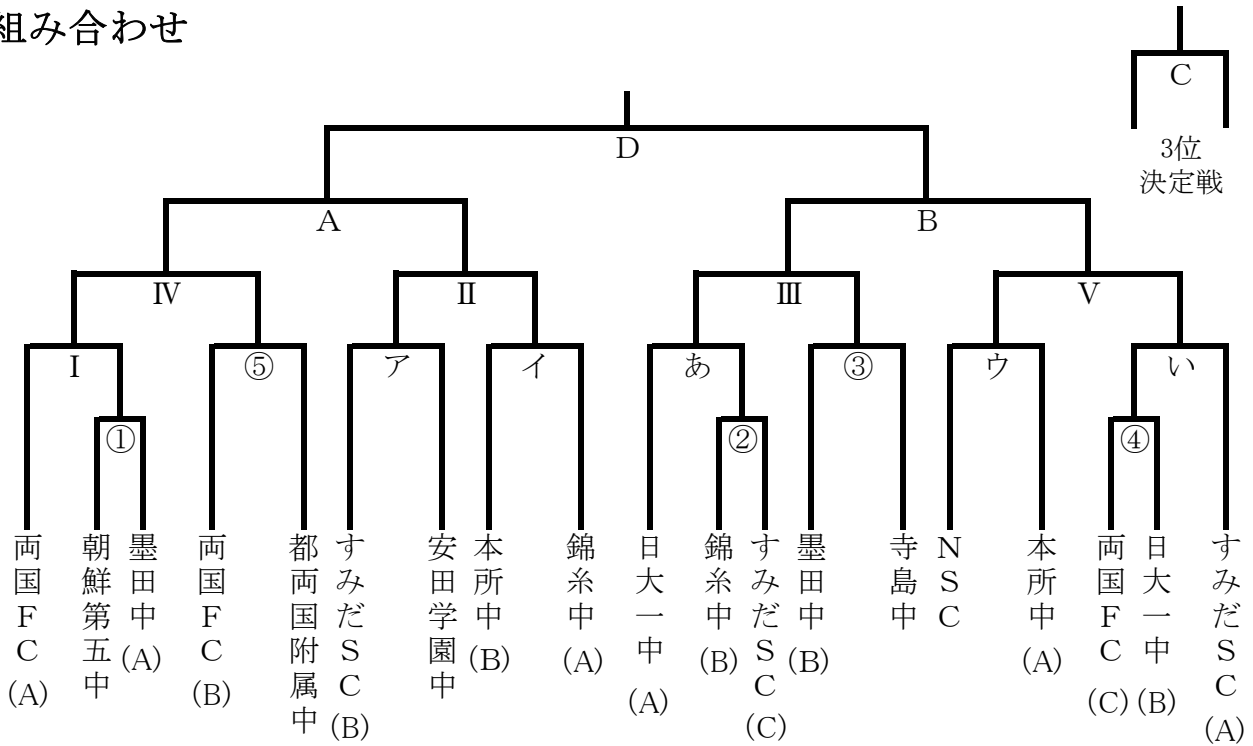 組み合わせ
C
3位
決定戦
D
A
B
Ⅳ
Ⅱ
Ⅲ
Ⅴ
Ⅰ
⑤
ア
イ
あ
③
ウ
い
①
②
④
両国FC(A)
朝鮮第五中
墨田中(A)
両国FC(B)
都両国附属中
すみだSC(B)
安田学園中
本所中(B)
錦糸中(A)
日大一中(A)
錦糸中(B)
すみだSC(C)
墨田中(B)
寺島中
NSC
本所中(A)
両国FC(C)
日大一中(B)
すみだSC(A)